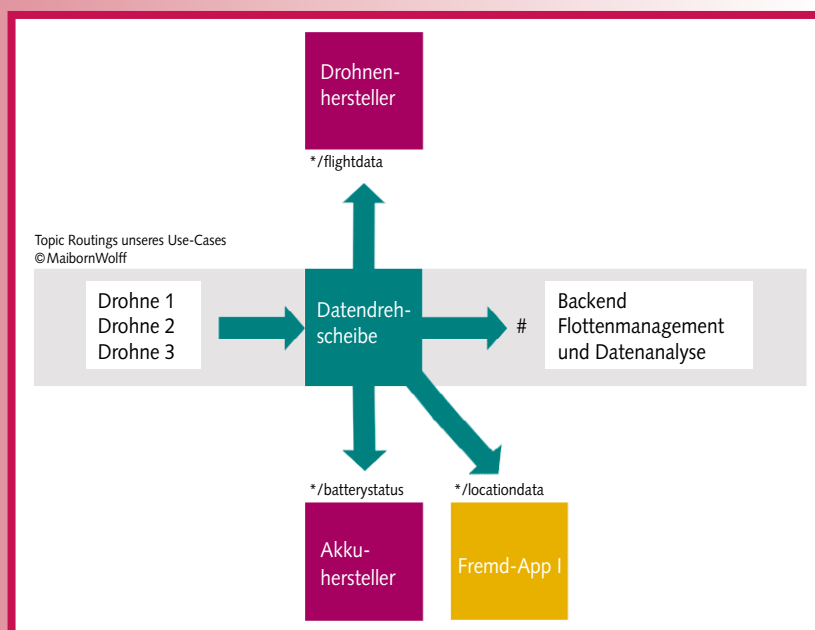 Drohnen-
hersteller
*/flightdata
Topic Routings unseres Use-Cases
©MaibornWolff
Drohne 1
Drohne 2
Drohne 3
Datendreh-
scheibe
#
Backend
Flottenmanagement
und Datenanalyse
*/batterystatus
*/locationdata
Akku-
hersteller
Fremd-App I